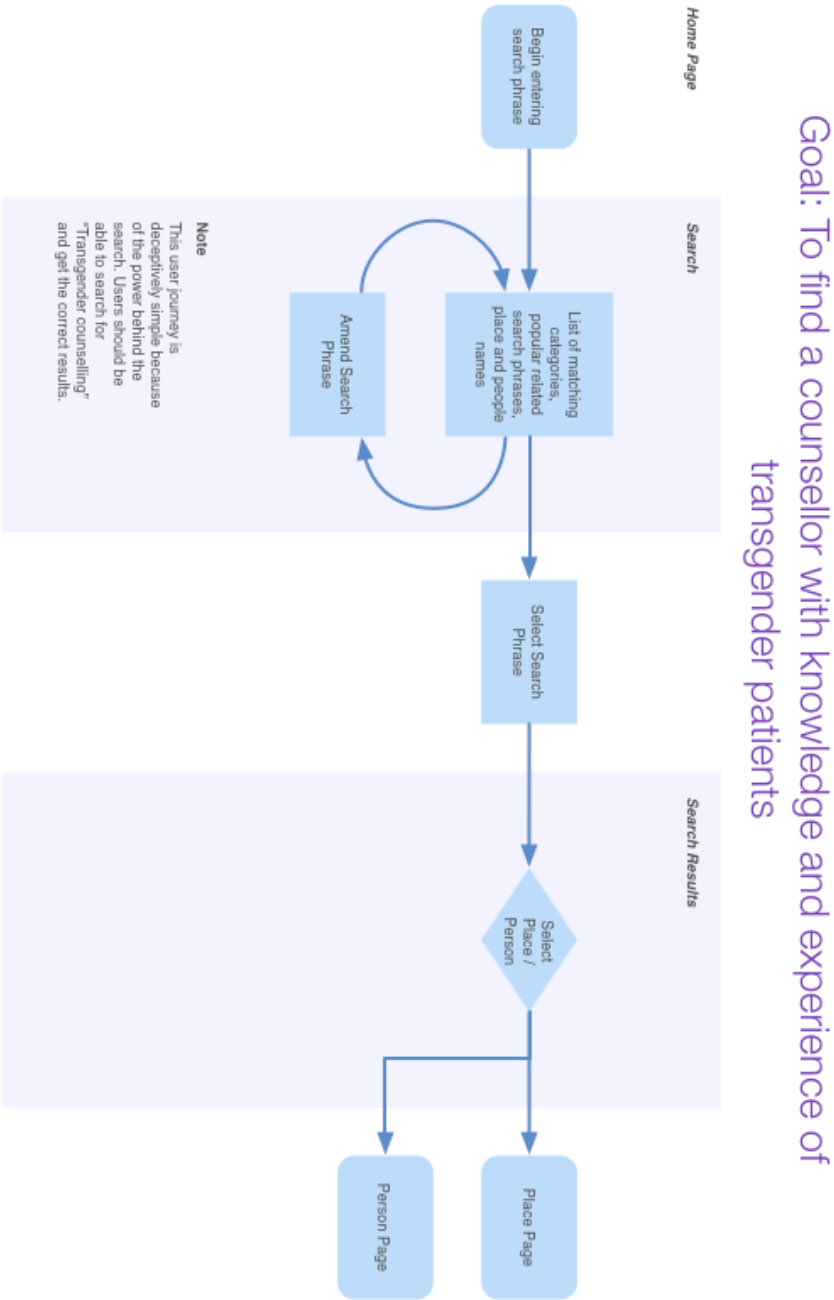 Goal: To find a counsellor with knowledge and experience of
transgender patients
Home Page
Begin entering
search phrase
Search
List of matching
categories,
popular related
search phrases,
place and people
names
Amend Search
Phrase
Note
This user journey is
deceptively simple because
of the power behind the
search. Users should be
able to search for
“Transgender counselling”
and get the correct results.
Select Search
Phrase
Search Results
Select
Place /
Person
Place Page
Person Page